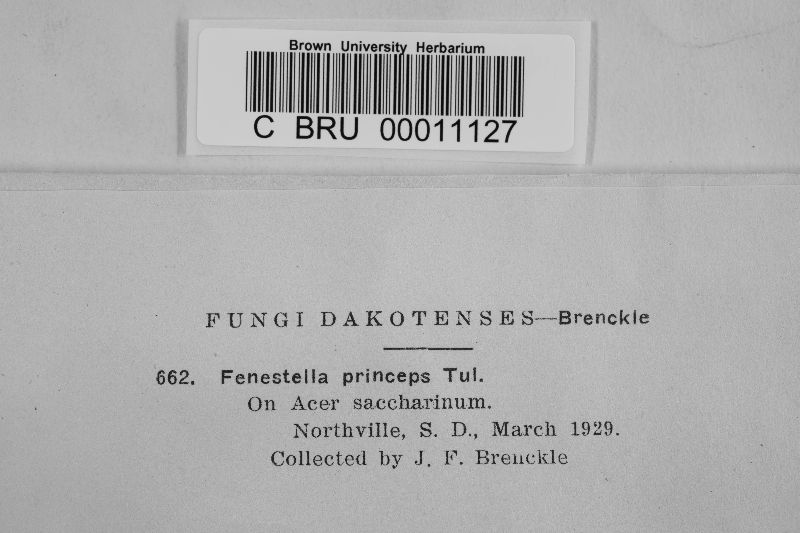 Brown University Herbarium
C BRU 00011127
FUNGI DAKOTENSES—Brenckle
662. Fenestella princeps Tul.
On Acer saccharinum.
Northville, S. D., March 1929.
Collected by J. F. Brenckle